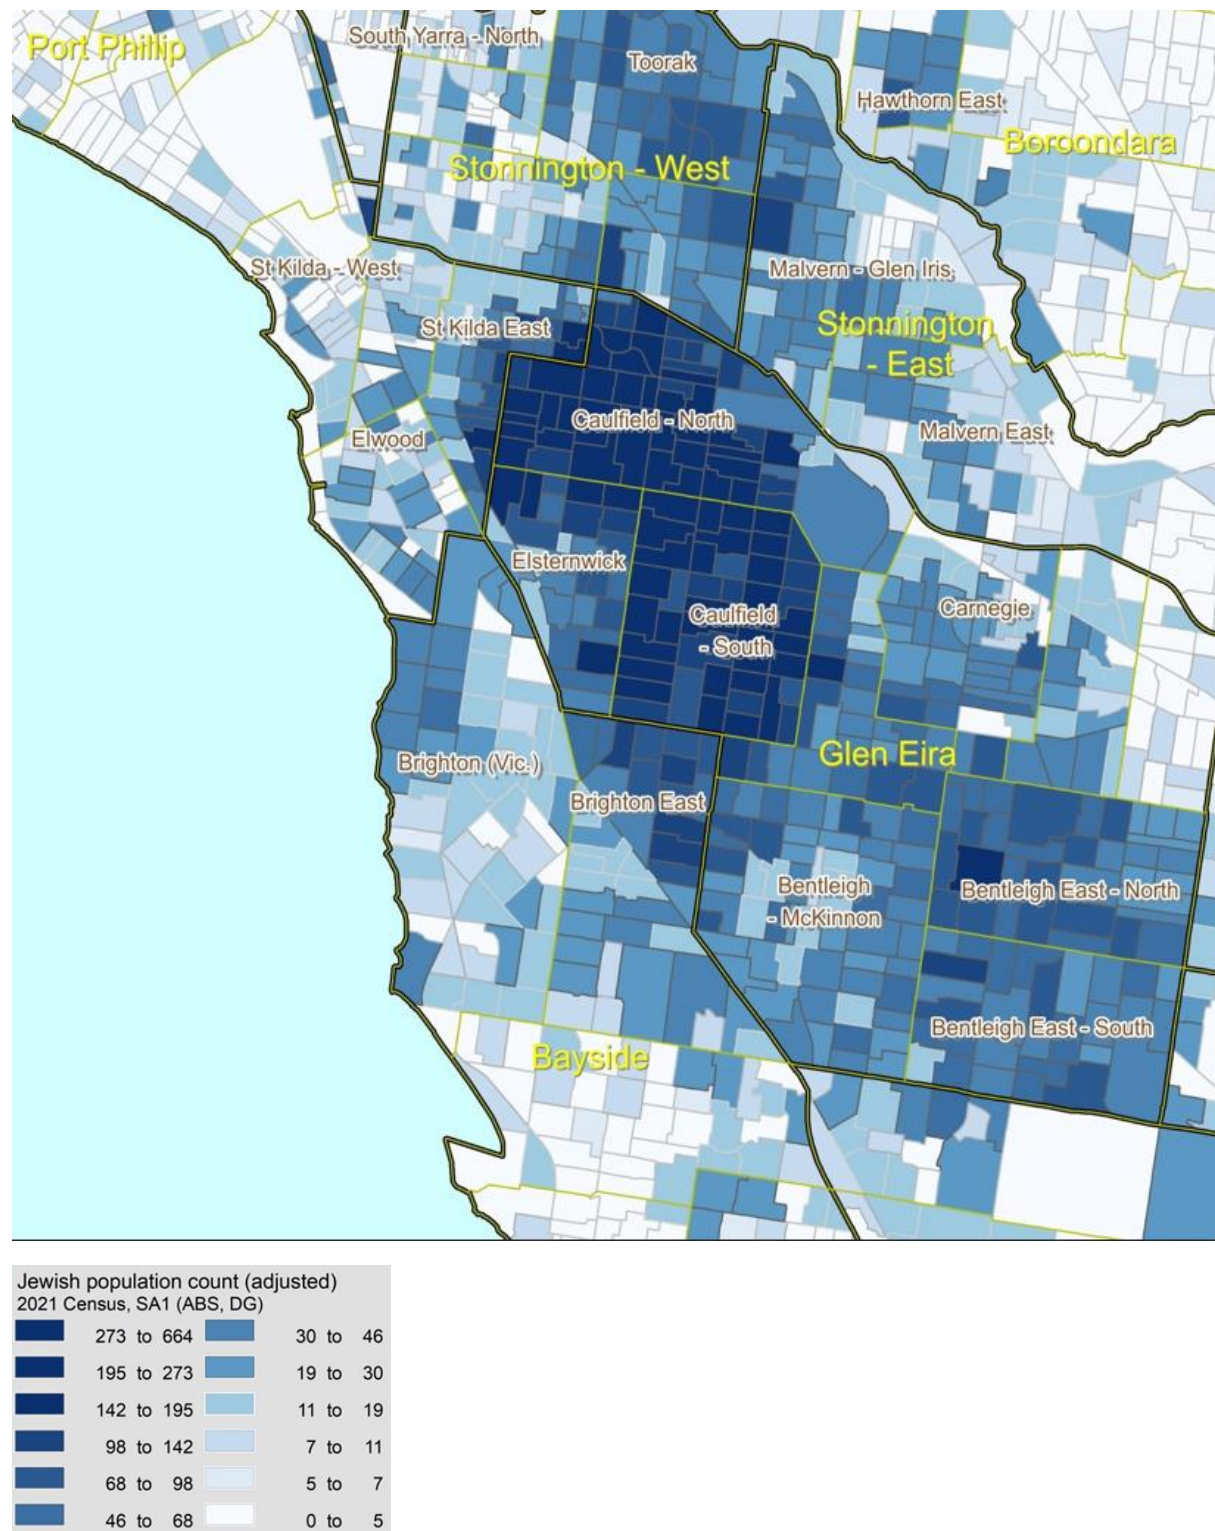 Port Phillip
South Yarra - North
Toorak
Hawthorn East
Boroondara
Stonnington - West
St Kilda - West
Malvern - Glen Iris
St Kilda East
Stonnington
- East
Caulfield - North
Malvern East
Elwood
Elsternwick
Carnegie
Caulfield
- South
Glen Eira
Brighton (Vic.)
Brighton East
Bentleigh
- McKinnon
Bentleigh East - North
Bentleigh East - South
Bayside
Jewish population count (adjusted)
2021 Census, SA1 (ABS, DG)
273 to 664 30 to 46
195 to 273 19 to 30
142 to 195 11 to 19
98 to 142 7 to 11
68 to 98 5 to 7
46 to 68 0 to 5